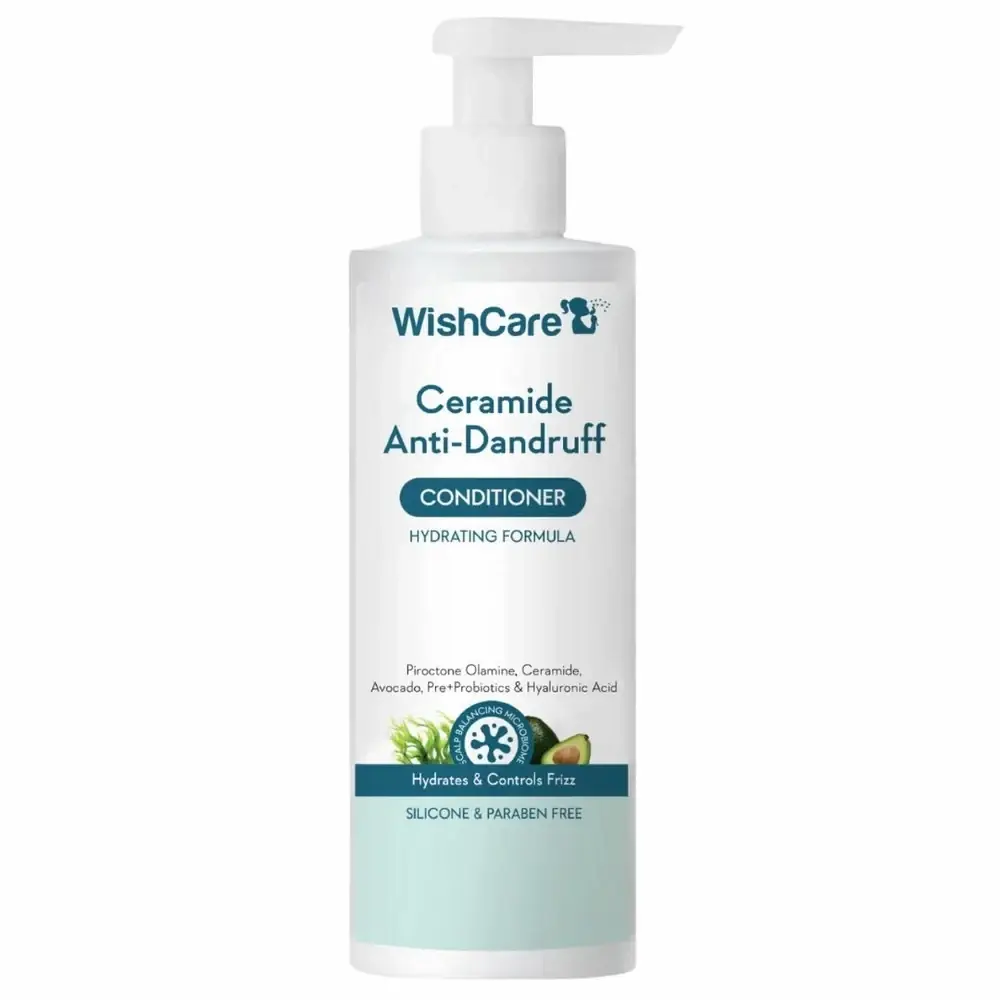 WishCare
Ceramide
Anti-Dandruff
CONDITIONER
HYDRATING FORMULA
Piroctone Olamine, Ceramide,
Avocado, Pre+Probiotics & Hyaluronic Acid
SCALP BALANCING MICROBIOME
Hydrates & Controls Frizz
SILICONE & PARABEN FREE